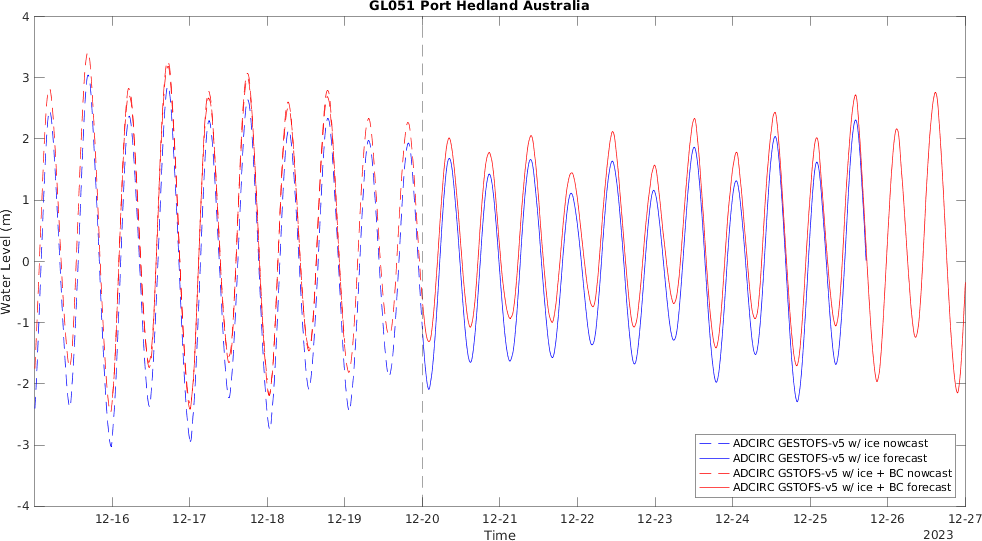 GL051 Port Hedland Australia
4
3
2
1
0
-1
-2
-3
-4
Water Level (m)
12-16 12-17 12-18 12-19 12-20 12-21 12-22 12-23 12-24 12-25 12-26 12-27
Time
2023
ADCIRC GESTOFS-v5 w/ ice nowcast
ADCIRC GESTOFS-v5 w/ ice forecast
ADCIRC GSTOFS-v5 w/ ice + BC nowcast
ADCIRC GSTOFS-v5 w/ ice + BC forecast